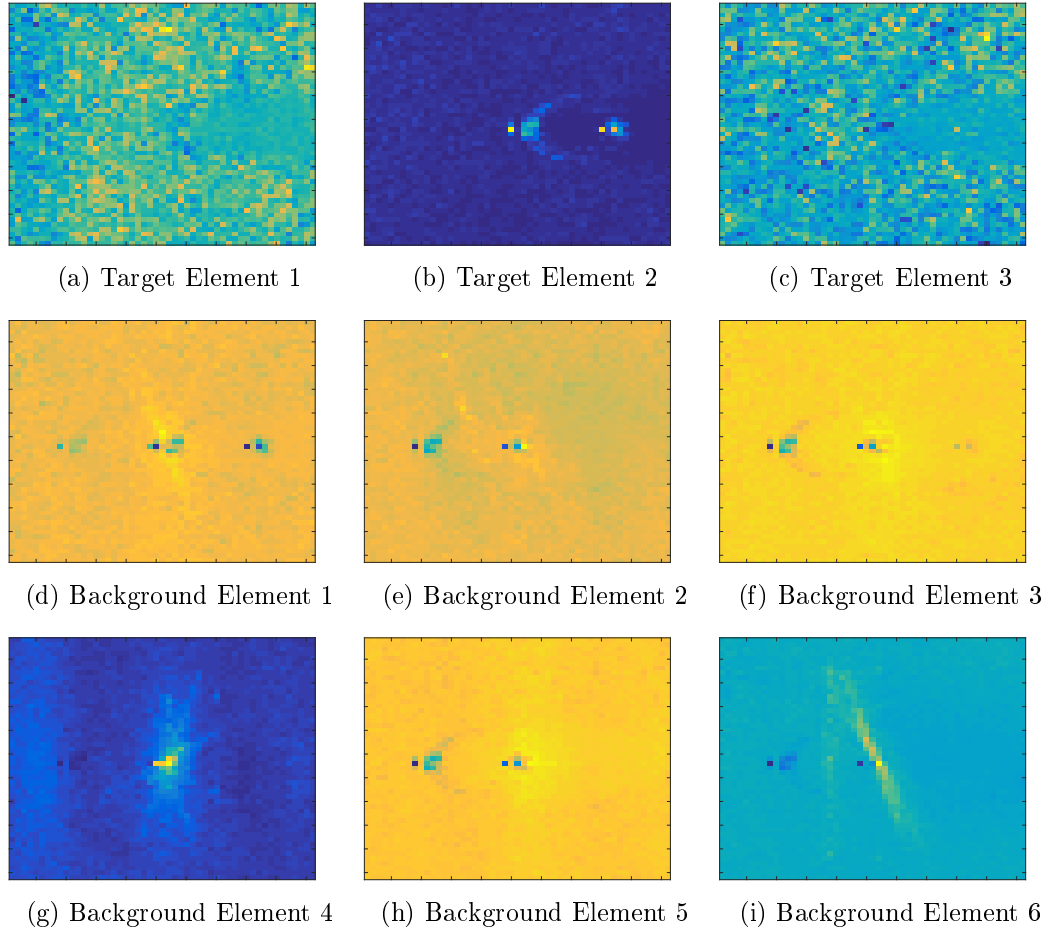 (a) Target Element 1
(b) Target Element 2
(c) Target Element 3
(d) Background Element 1
(e) Background Element 2
(f) Background Element 3
(g) Background Element 4
(h) Background Element 5
(i) Background Element 6